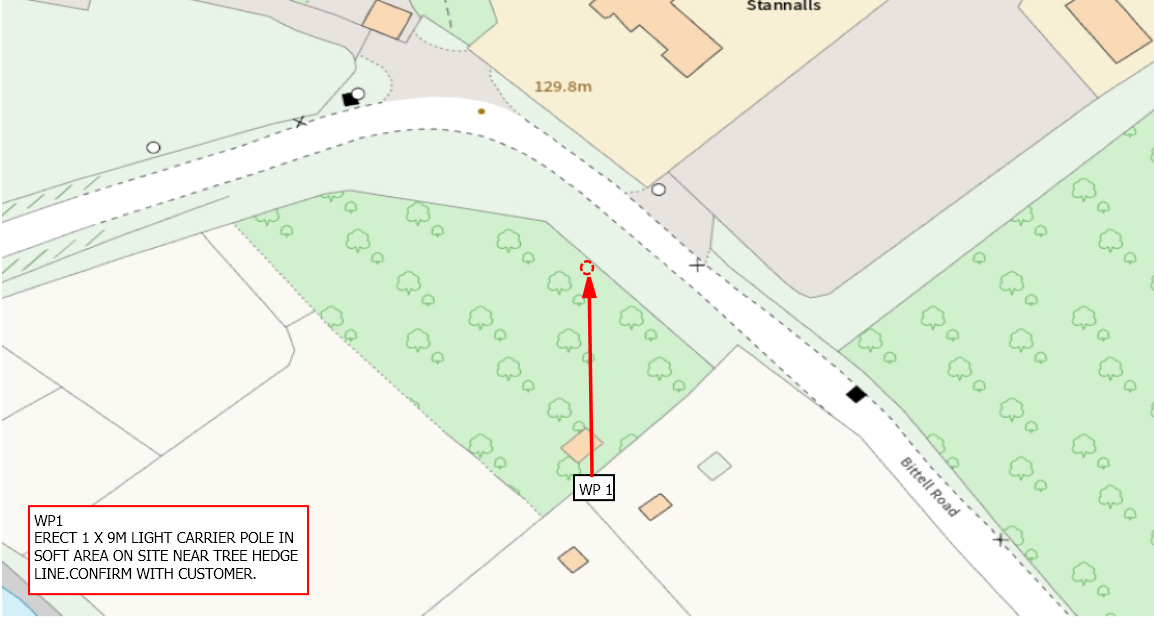 Stannalls
129.8m
WP 1
Bittell Road
WP1
ERECT 1 X 9M LIGHT CARRIER POLE IN
SOFT AREA ON SITE NEAR TREE HEDGE
LINE.CONFIRM WITH CUSTOMER.